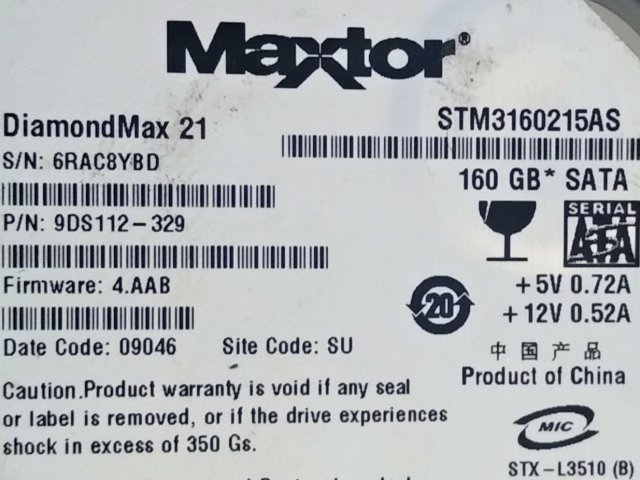 Maxtor®
DiamondMax 21
STM3160215AS
S/N: 6RAC8YBD
160 GB* SATA
P/N: 9DS112-329
SERIAL
ATA
Firmware: 4.AAB
20
+5V 0.72A
+12V 0.52A
Date Code: 09046 Site Code: SU
中国产品
Product of China
Caution.Product warranty is void if any seal
or label is removed, or if the drive experiences
shock in excess of 350 Gs.
MIC
STX-L3510 (B)